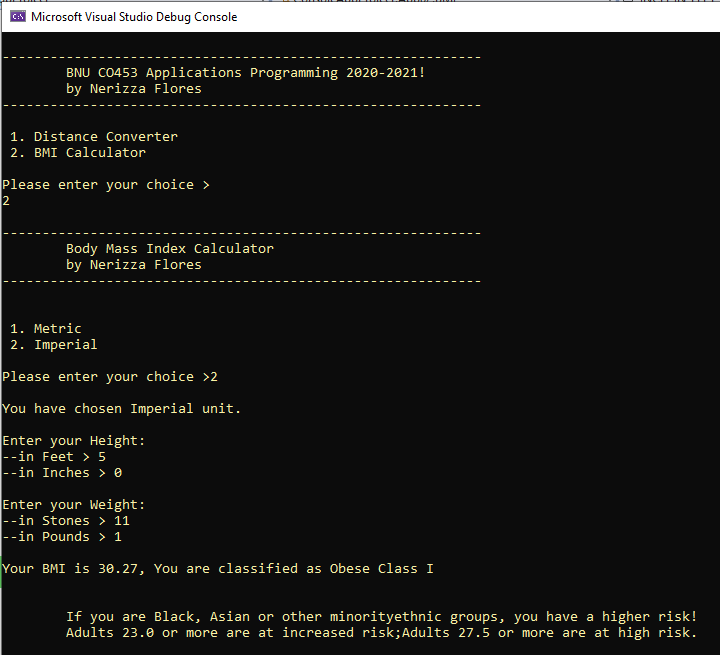 Microsoft Visual Studio Debug Console
------------------------------------------------------------
BNU CO453 Applications Programming 2020-2021!
by Nerizza Flores
------------------------------------------------------------
1. Distance Converter
2. BMI Calculator
Please enter your choice >
2
------------------------------------------------------------
Body Mass Index Calculator
by Nerizza Flores
------------------------------------------------------------
1. Metric
2. Imperial
Please enter your choice >2
You have chosen Imperial unit.
Enter your Height:
--in Feet > 5
--in Inches > 0
Enter your Weight:
--in Stones > 11
--in Pounds > 1
Your BMI is 30.27, You are classified as Obese Class I
If you are Black, Asian or other minorityethnic groups, you have a higher risk!
Adults 23.0 or more are at increased risk;Adults 27.5 or more are at high risk.